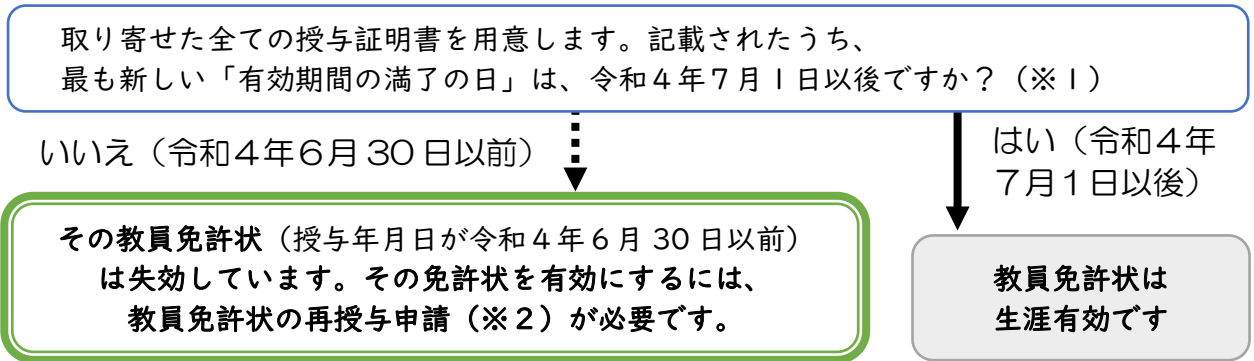 取り寄せた全ての授与証明書を用意します。記載されたうち、
最も新しい「有効期間の満了の日」は、令和４年７月１日以後ですか？（※１）
いいえ（令和４年６月30日以前）
はい（令和４年
７月１日以後）
その教員免許状（授与年月日が令和４年６月30日以前）
は失効しています。その免許状を有効にするには、
教員免許状の再授与申請（※２）が必要です。
教員免許状は
生涯有効です